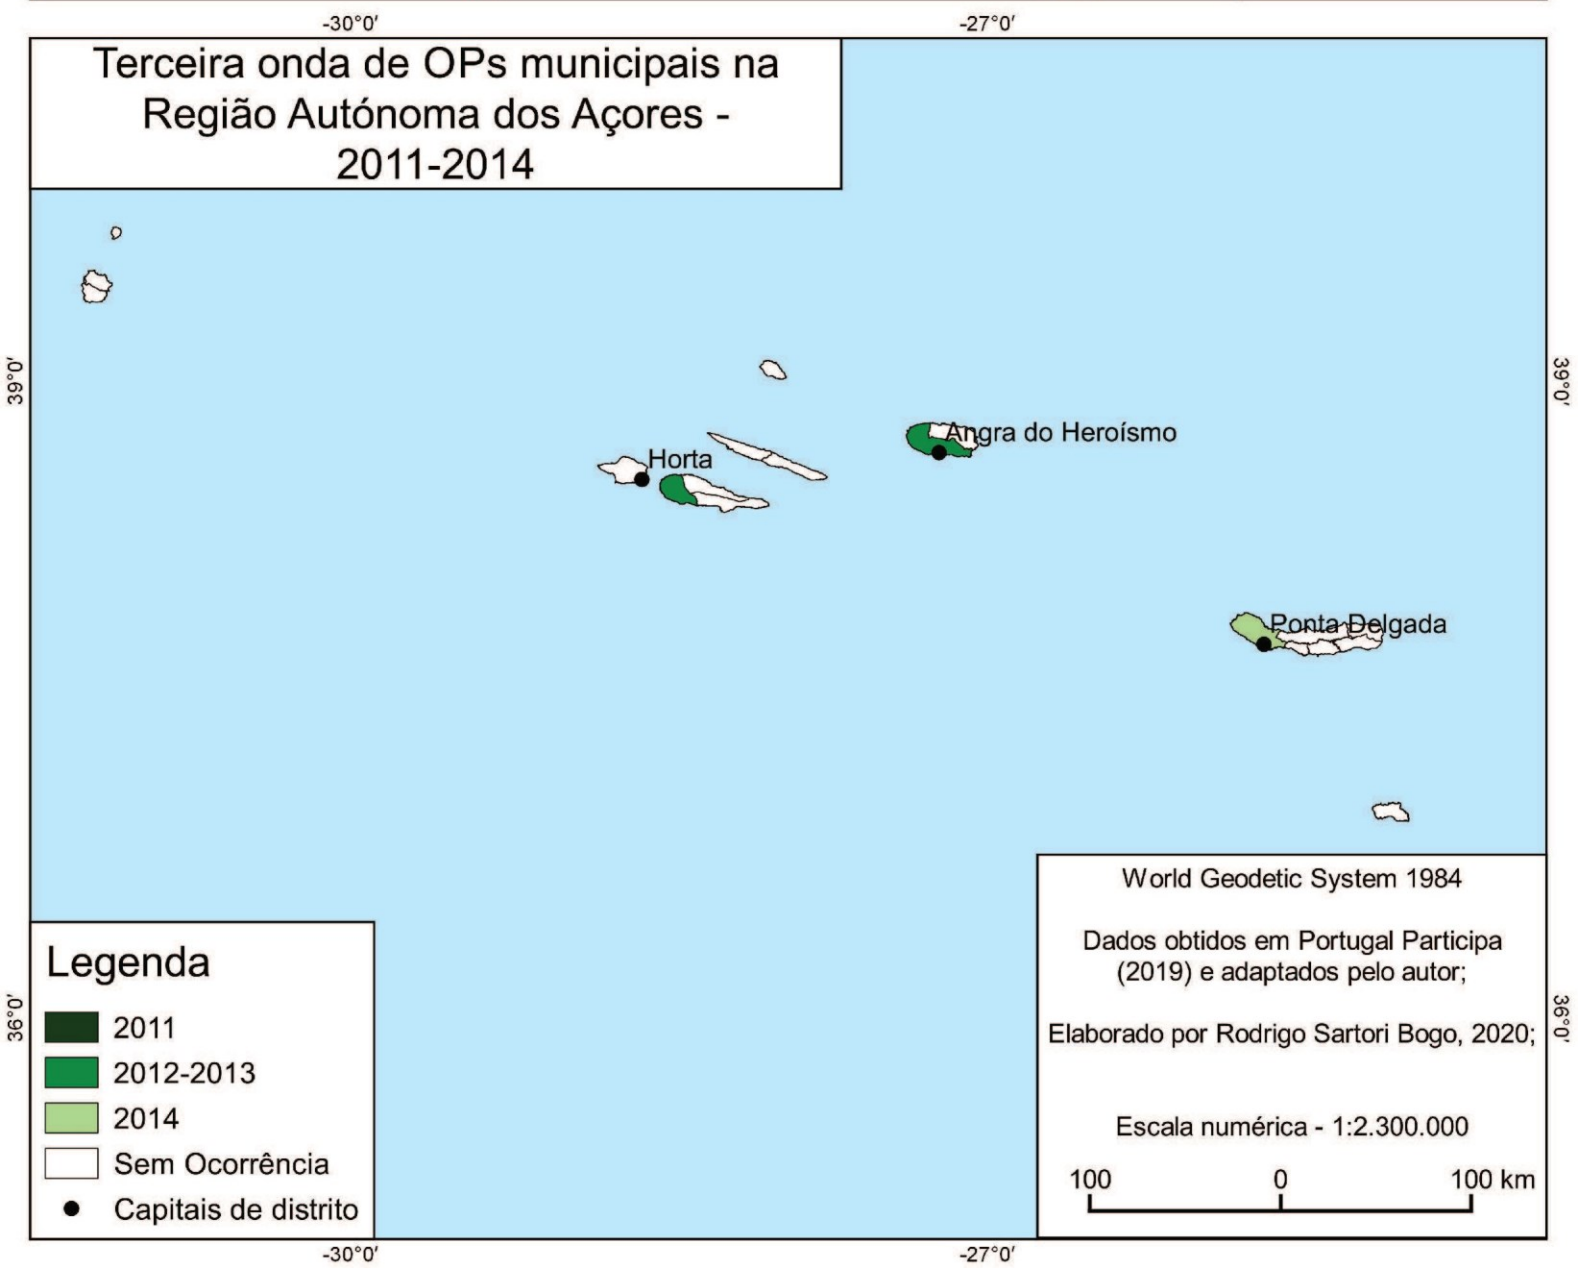 -30°0′
-27°0′
Terceira onda de OPs municipais na
Região Autónoma dos Açores -
2011-2014
39°0′
39°0′
Angra do Heroísmo
Horta
Ponta Delgada
World Geodetic System 1984
Dados obtidos em Portugal Participa
(2019) e adaptados pelo autor;
Elaborado por Rodrigo Sartori Bogo, 2020;
Escala numérica - 1:2.300.000
100 0 100 km
Legenda
2011
2012-2013
2014
Sem Ocorrência
Capitais de distrito
36°0′
36°0′
-30°0′
-27°0′